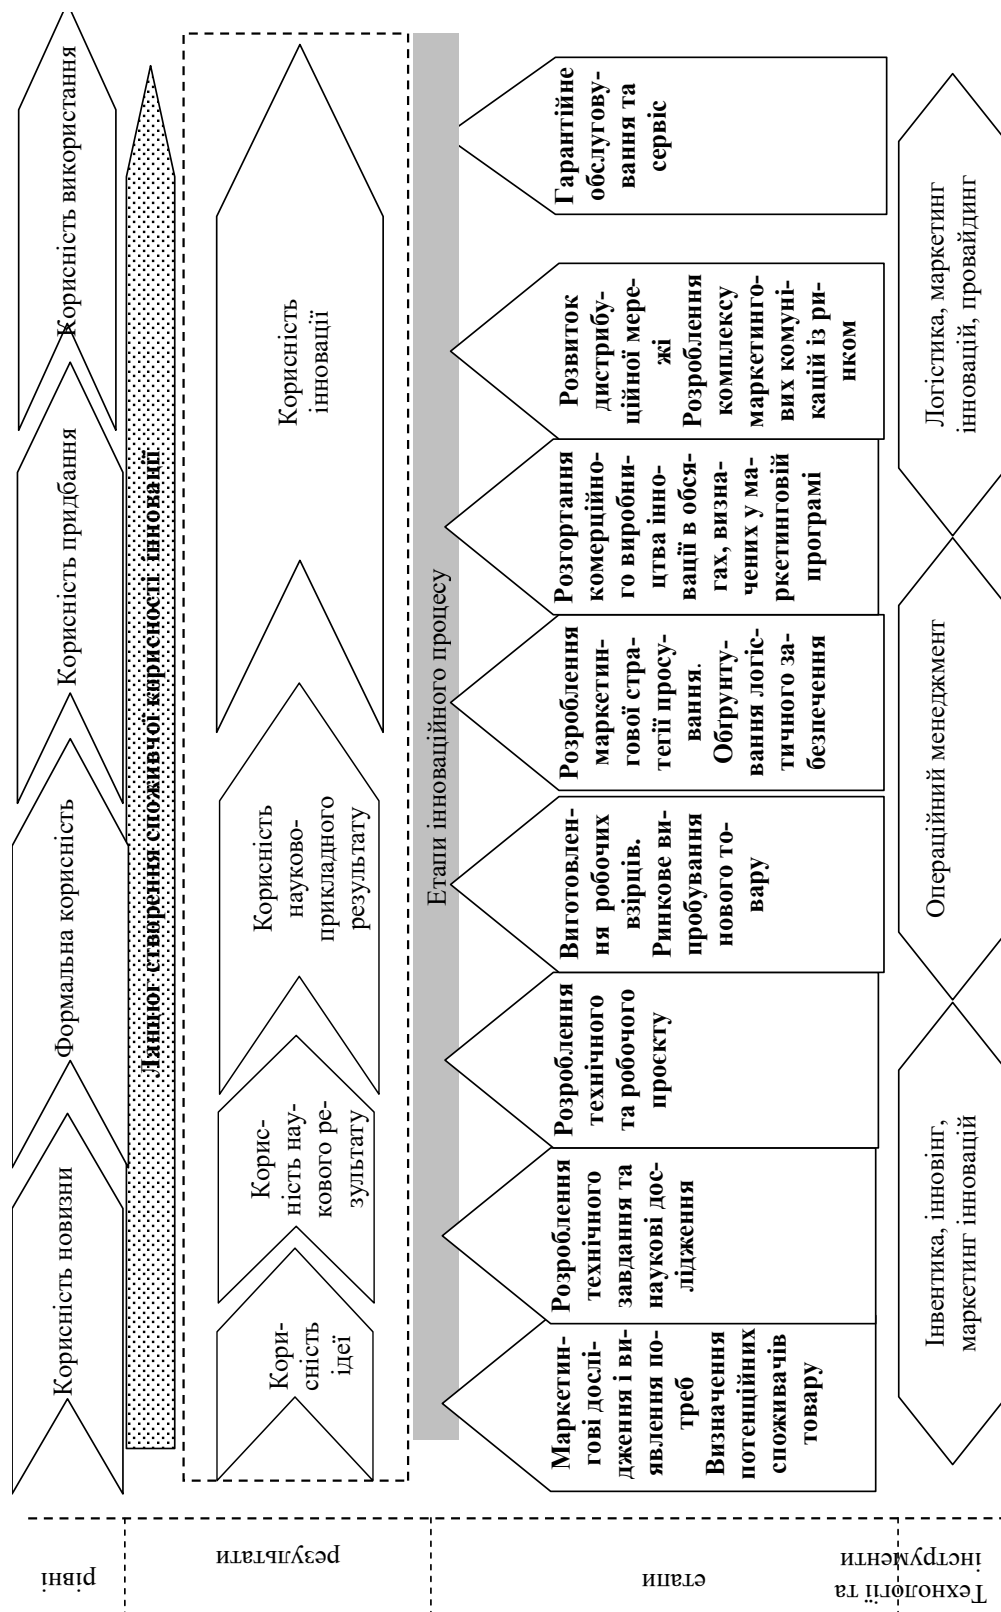 рівні
Корисність новизни
Формальна корисність
Корисність придбання
Корисність використання
Ланцюг створення споживчої корисності інновації
результати
Кори-
сність
ідеї
Корис-
ність нау-
кового ре-
зультату
Корисність
науково-
прикладного
результату
Корисність
інновації
Етапи інноваційного процесу
етапи
Маркетин-
гові дослі-
дження і ви-
явлення по-
треб
Визначення
потенційних
споживачів
товару
Розроблення
технічного
завдання та
наукові дос-
лідження
Розроблення
технічного
та робочого
проєкту
Виготовлен-
ня робочих
взірців.
Ринкове ви-
пробування
нового то-
вару
Розроблення
маркетин-
гової стра-
тегії просу-
вання.
Обґрунту-
вання логіс-
тичного за-
безпечення
Розгортання
комерційно-
го виробни-
цтва інно-
вації в обся-
гах, визна-
чених у ма-
ркетинговій
програмі
Розвиток
дистрибу-
ційної мере-
жі
Розроблення
комплексу
маркетинго-
вих комуні-
кацій із ри-
нком
Гарантійне
обслугову-
вання та
сервіс
Технології та
інструменти
Інвентика, інновінг,
маркетинг інновацій
Операційний менеджмент
Логістика, маркетинг
інновацій, провайдинг